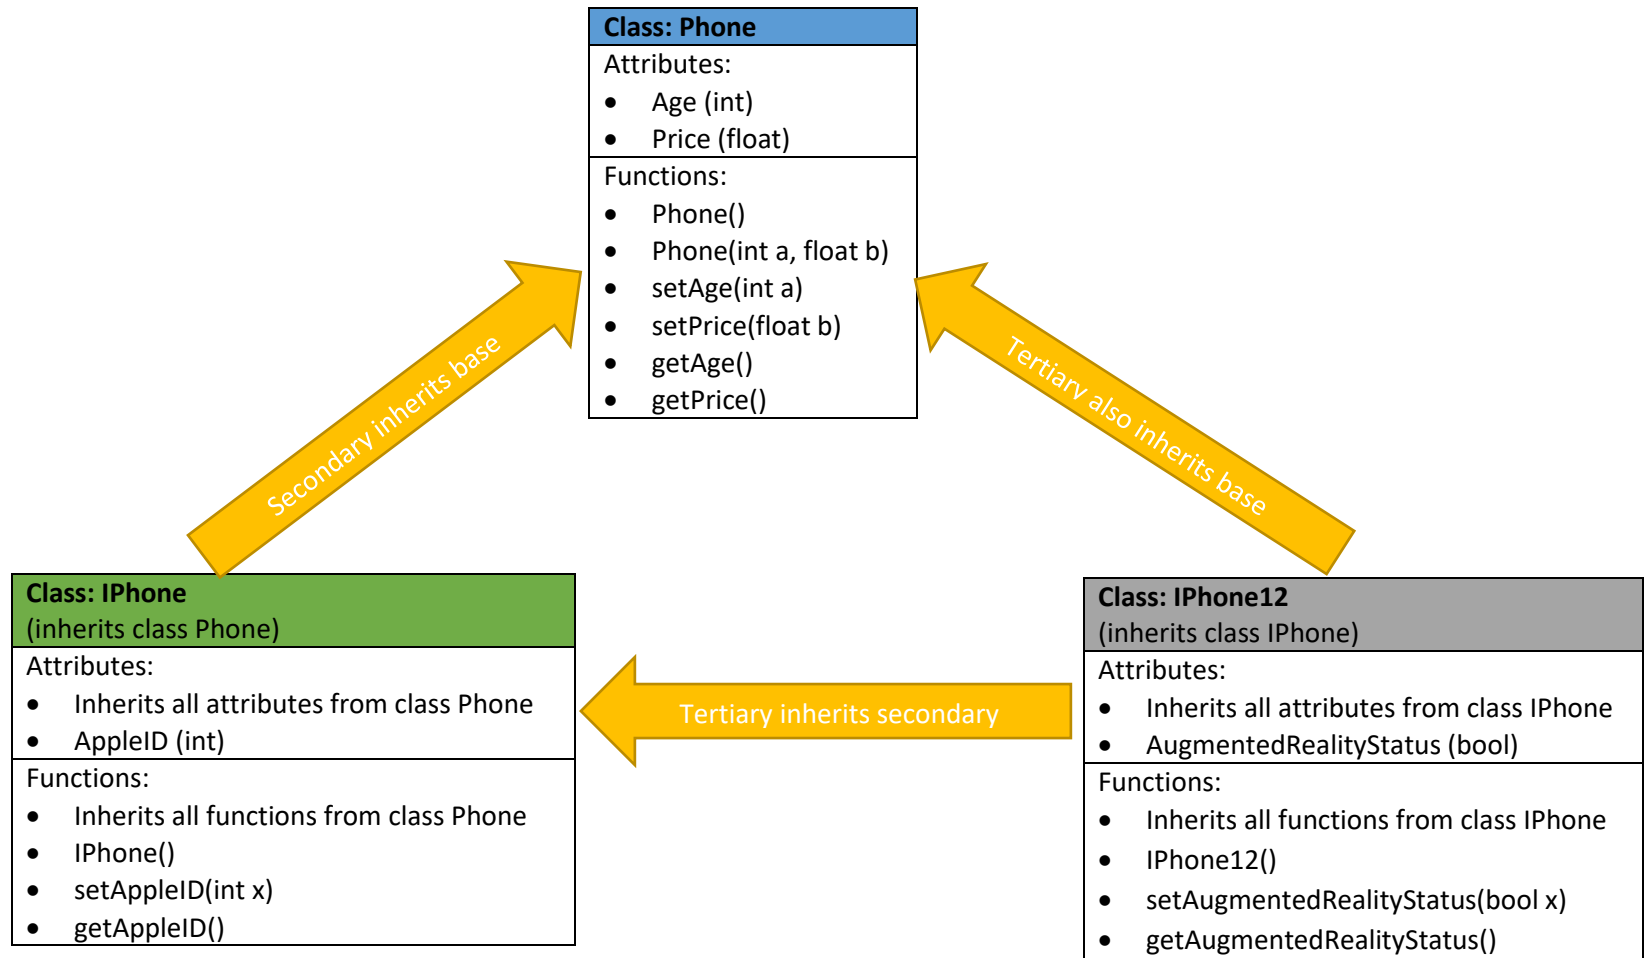 Class: Phone
Attributes:
• Age (int)
• Price (float)
Functions:
• Phone()
• Phone(int a, float b)
• setAge(int a)
• setPrice(float b)
• getAge()
• getPrice()
Secondary inherits base
Tertiary also inherits base
Class: IPhone
(inherits class Phone)
Attributes:
• Inherits all attributes from class Phone
• AppleID (int)
Functions:
• Inherits all functions from class Phone
• IPhone()
• setAppleID(int x)
• getAppleID()
Tertiary inherits secondary
Class: IPhone12
(inherits class IPhone)
Attributes:
• Inherits all attributes from class IPhone
• AugmentedRealityStatus (bool)
Functions:
• Inherits all functions from class IPhone
• IPhone12()
• setAugmentedRealityStatus(bool x)
• getAugmentedRealityStatus()